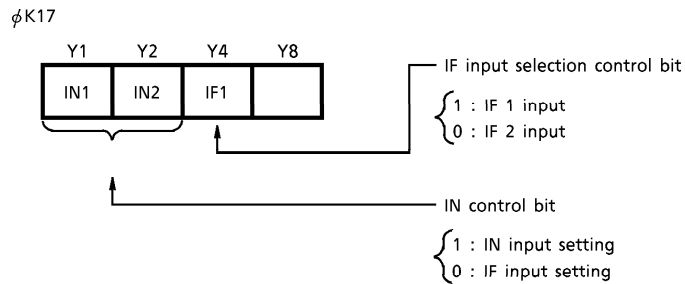 ϕK17
Y1 Y2 Y4 Y8
IN1 IN2 IF1
IF input selection control bit
1 : IF 1 input
0 : IF 2 input
IN control bit
1 : IN input setting
0 : IF input setting